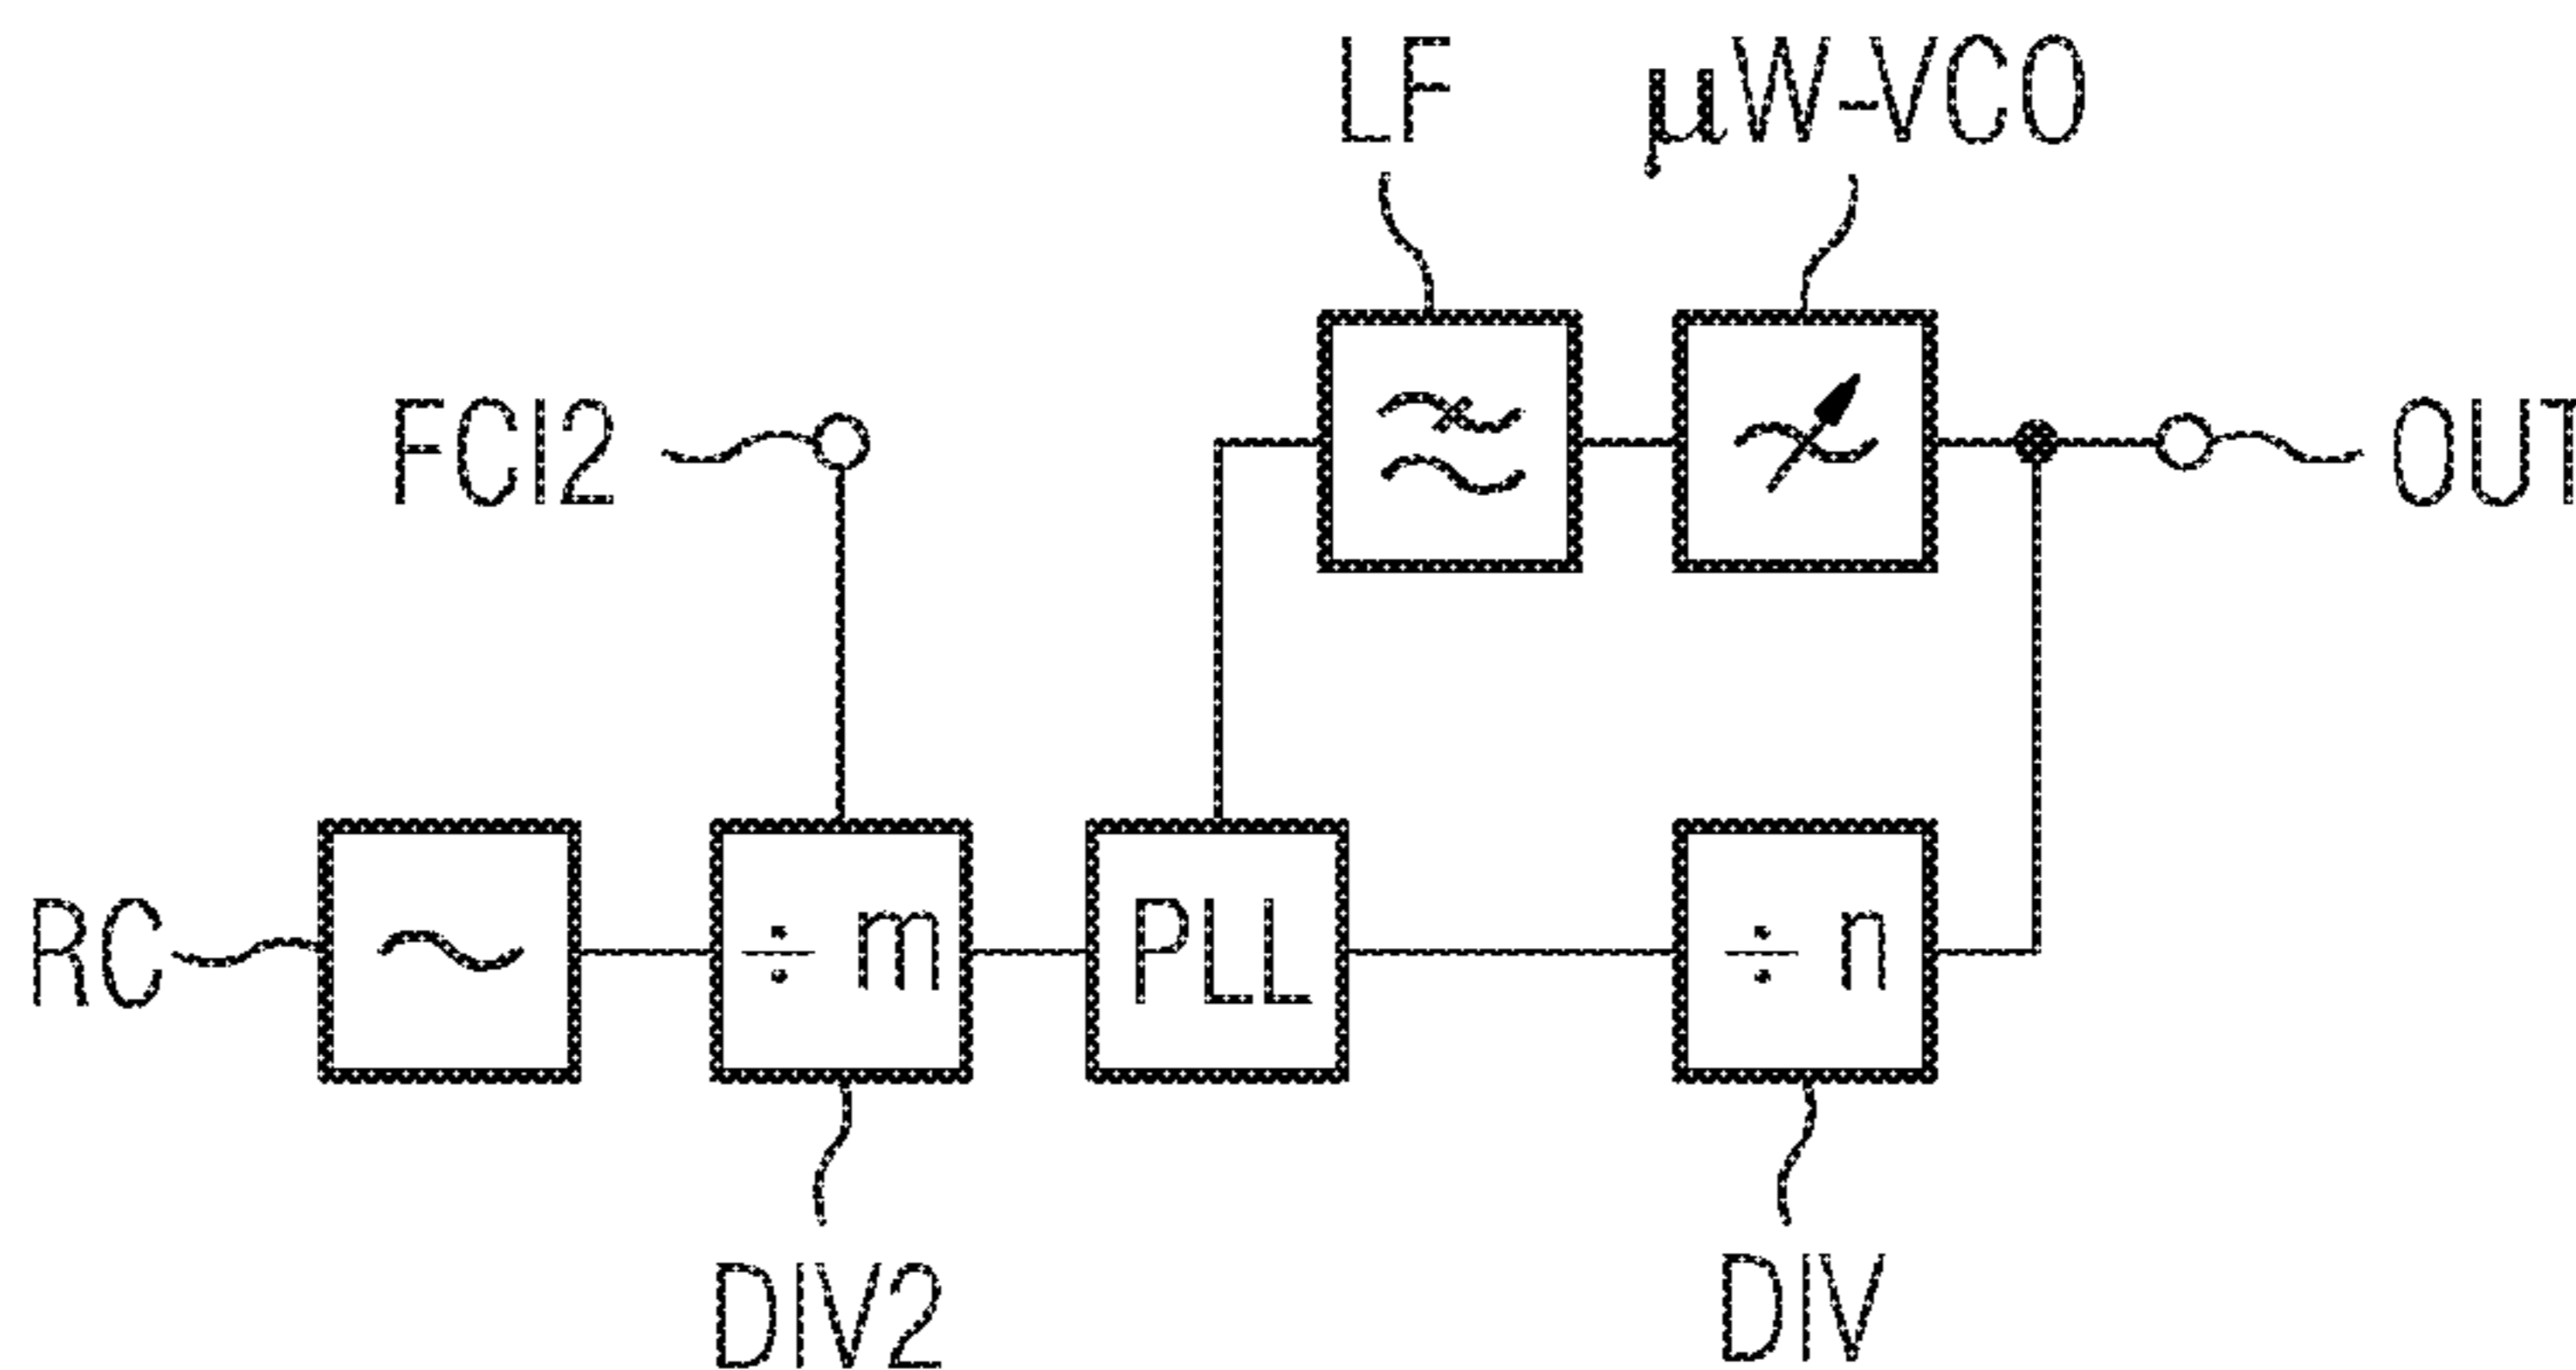 LF μW-VCO
FCI2 OUT
RC ÷ m PLL ÷ n
DIV2 DIV